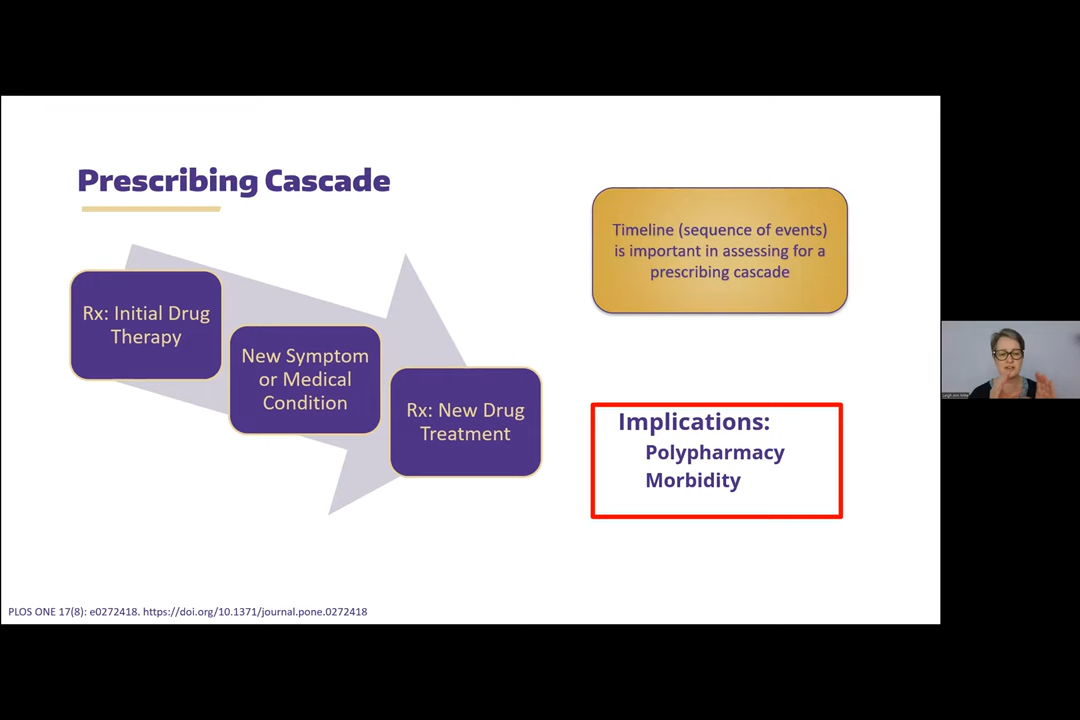 Prescribing Cascade
Rx: Initial Drug
Therapy
New Symptom
or Medical
Condition
Rx: New Drug
Treatment
Timeline (sequence of events)
is important in assessing for a
prescribing cascade
Implications:
Polypharmacy
Morbidity
PLOS ONE 17(8): e0272418. https://doi.org/10.1371/journal.pone.0272418